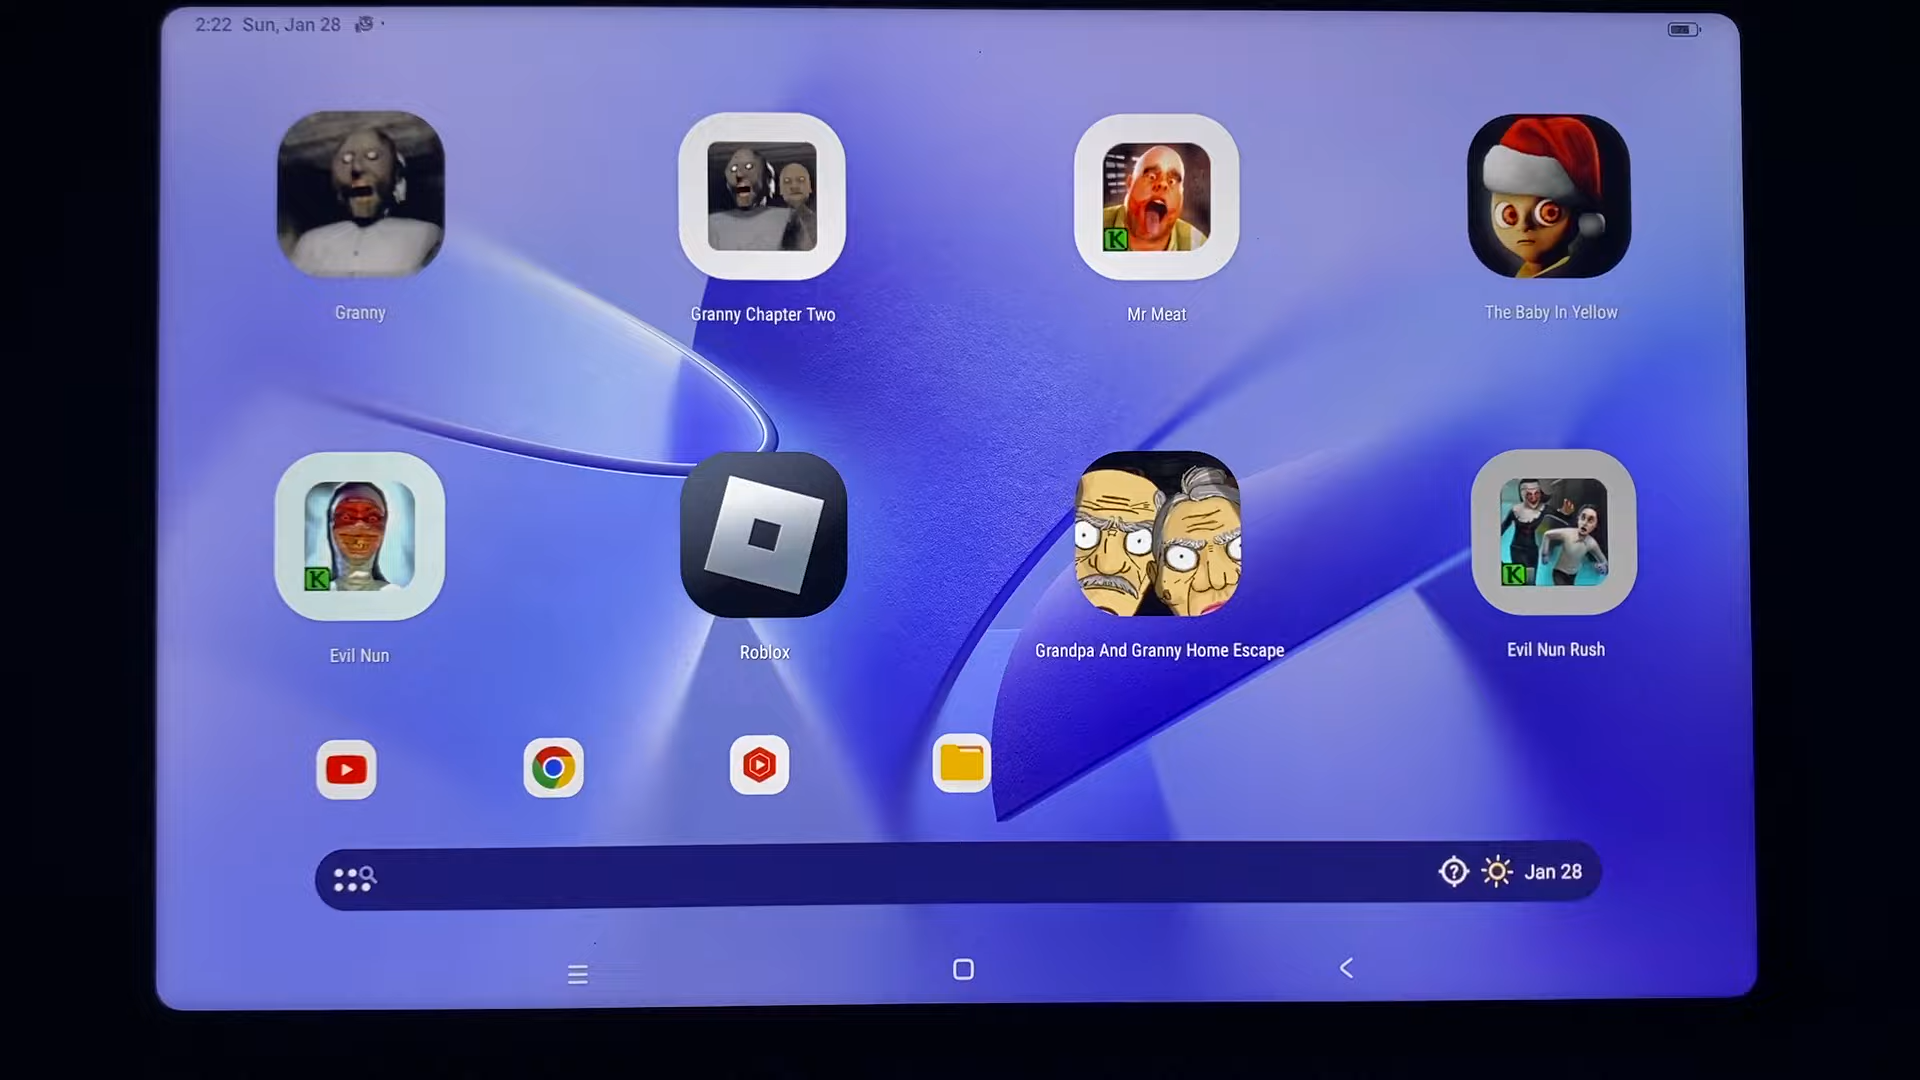 2:22 Sun, Jan 28
Granny
Granny Chapter Two
Mr Meat
The Baby In Yellow
K
Evil Nun
Roblox
Grandpa And Granny Home Escape
Evil Nun Rush
K
K
? Jan 28